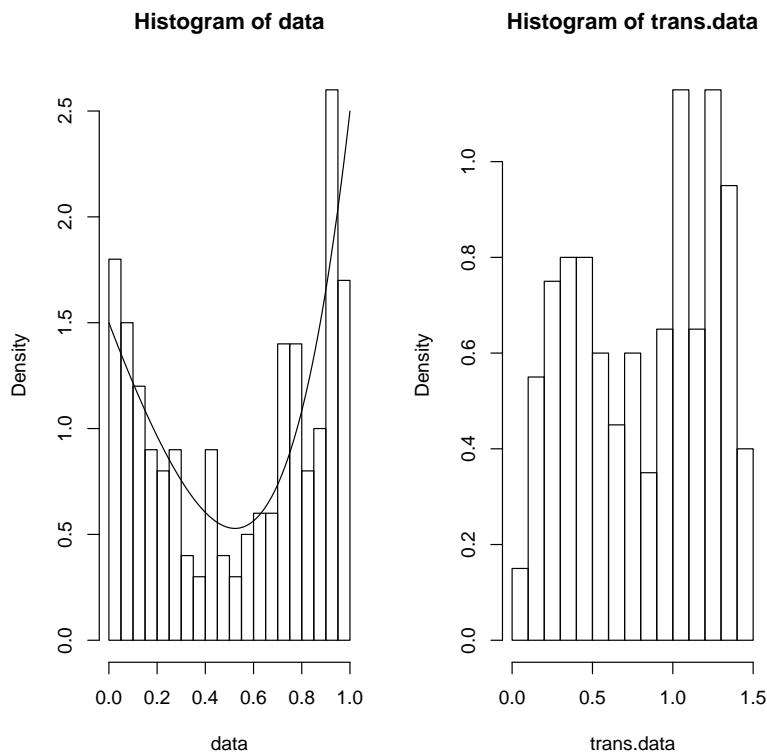 Histogram of data
Density
2.5
2.0
1.5
1.0
0.5
0.0
0.0 0.2 0.4 0.6 0.8 1.0
data
Histogram of trans.data
Density
1.0
0.8
0.6
0.4
0.2
0.0
0.0 0.5 1.0 1.5
trans.data